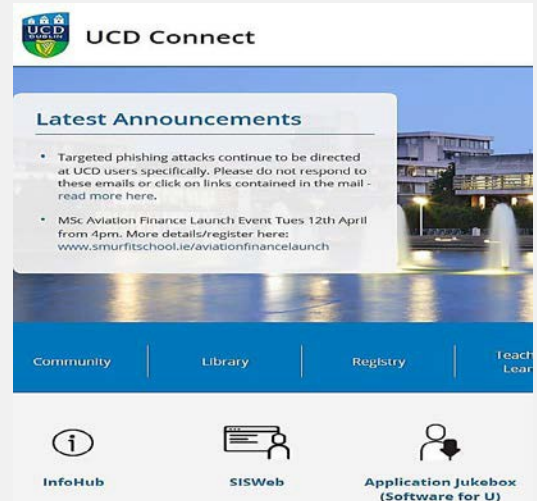 UCD
DUBLIN
UCD Connect
Latest Announcements
• Targeted phishing attacks continue to be directed
at UCD users specifically. Please do not respond to
these emails or click on links contained in the mail -
read more here.
• MSc Aviation Finance Launch Event Tues 12th April
from 4pm. More details/register here:
www.smurfitschool.ie/aviationfinancelaunch
Community
Library
Registry
Teach
Lear
InfoHub
SISWeb
Application Jukebox
(Software for U)